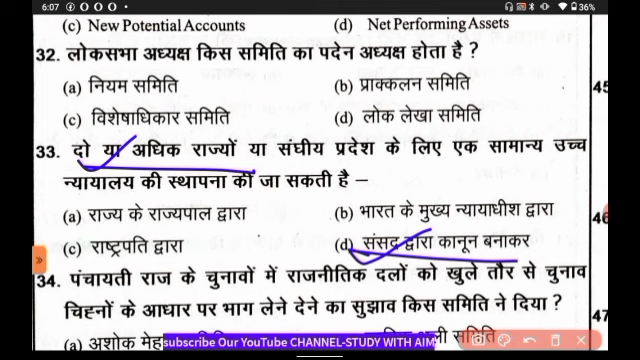 6:07
36%
(c) New Potential Accounts (d) Net Performing Assets
32. लोकसभा अध्यक्ष किस समिति का पदेन अध्यक्ष होता है ?
(a) नियम समिति (b) प्राक्कलन समिति
(c) विशेषाधिकार समिति (d) लोक लेखा समिति
45
33. दो या अधिक राज्यों या संघीय प्रदेश के लिए एक सामान्य उच्च
न्यायालय की स्थापना की जा सकती है –
(a) राज्य के राज्यपाल द्वारा (b) भारत के मुख्य न्यायाधीश द्वारा
46
(c) राष्ट्रपति द्वारा (d) संसद द्वारा कानून बनाकर
34. पंचायती राज के चुनावों में राजनीतिक दलों को खुले तौर से चुनाव
चिह्नों के आधार पर भाग लेने देने का सुझाव किस समिति ने दिया ?
47
(a) अशोक समिति
subscribe Our YouTube CHANNEL-STUDY WITH AIM